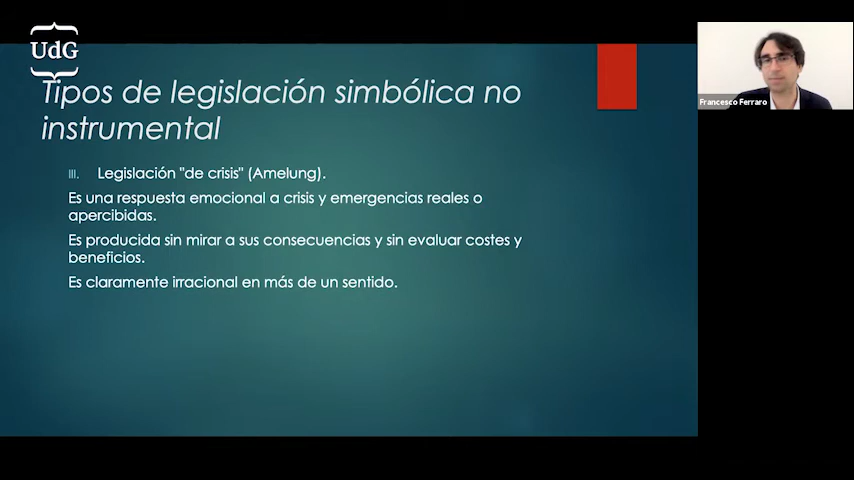 UdG
Tipos de legislación simbólica no
instrumental
III. Legislación "de crisis" (Amelung).
Es una respuesta emocional a crisis y emergencias reales o
apercibidas.
Es producida sin mirar a sus consecuencias y sin evaluar costes y
beneficios.
Es claramente irracional en más de un sentido.
Francesco Ferraro